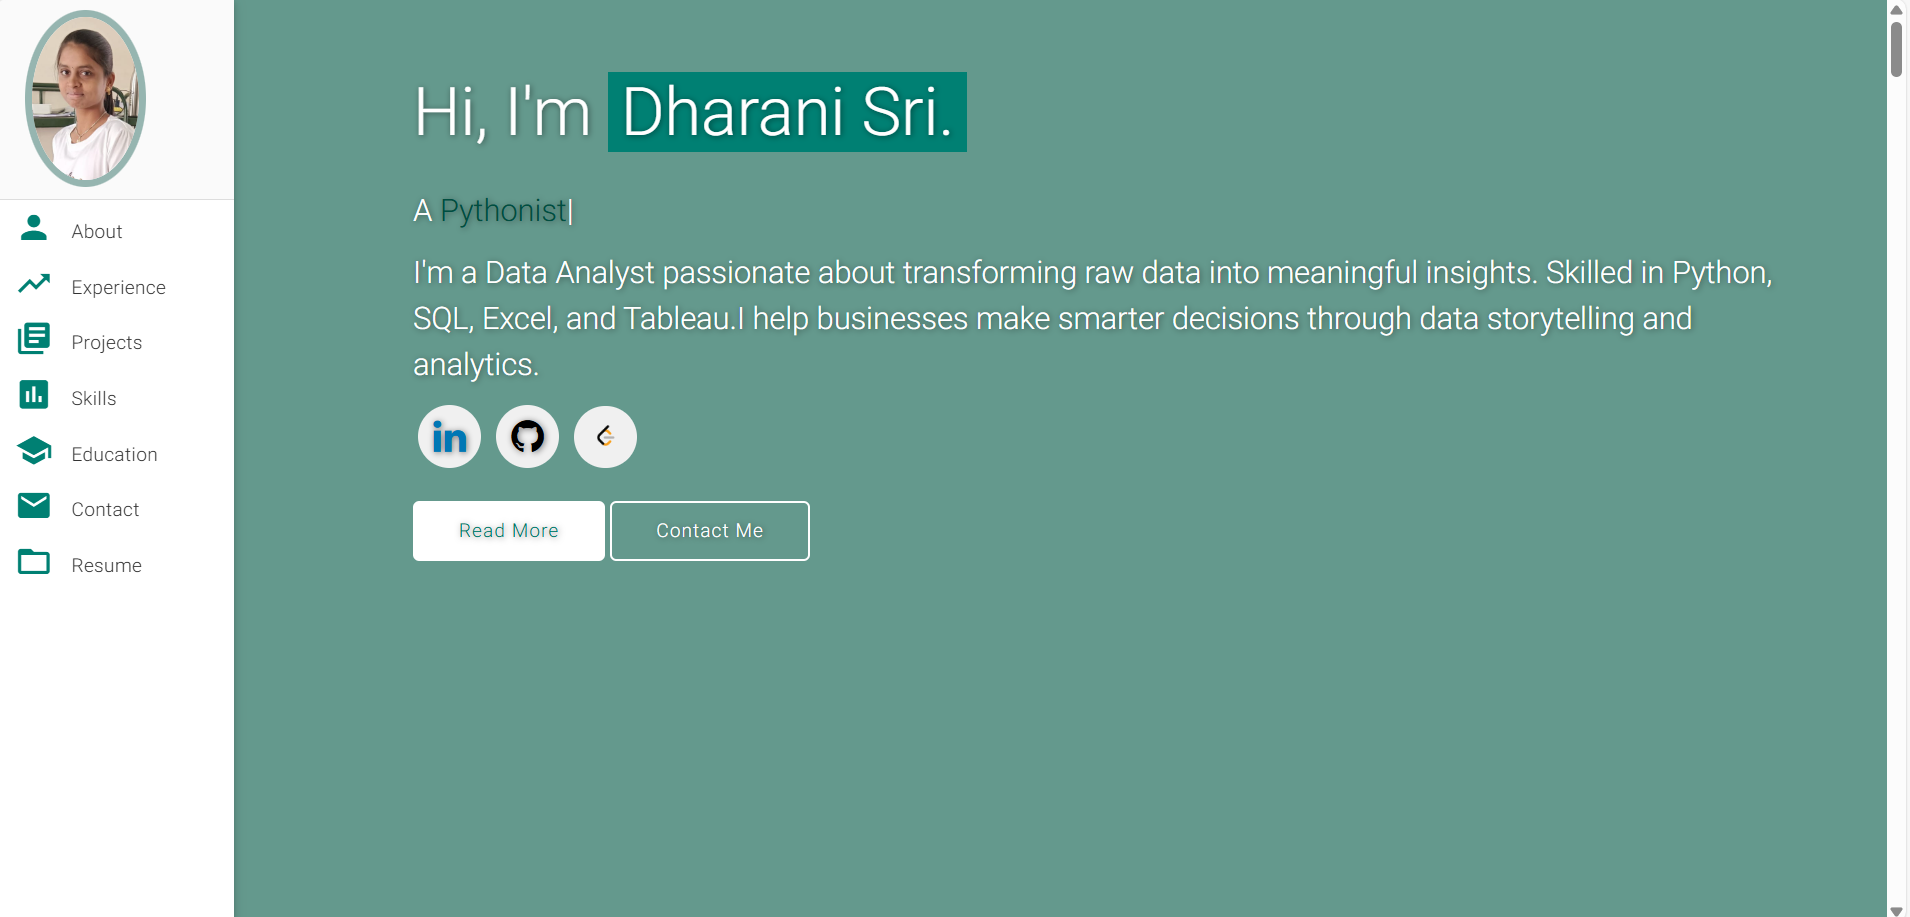 About
Experience
Projects
Skills
Education
Contact
Resume
Hi, I'm Dharani Sri.
A Pythonist|
I'm a Data Analyst passionate about transforming raw data into meaningful insights. Skilled in Python,
SQL, Excel, and Tableau.I help businesses make smarter decisions through data storytelling and
analytics.
in
Read More
Contact Me